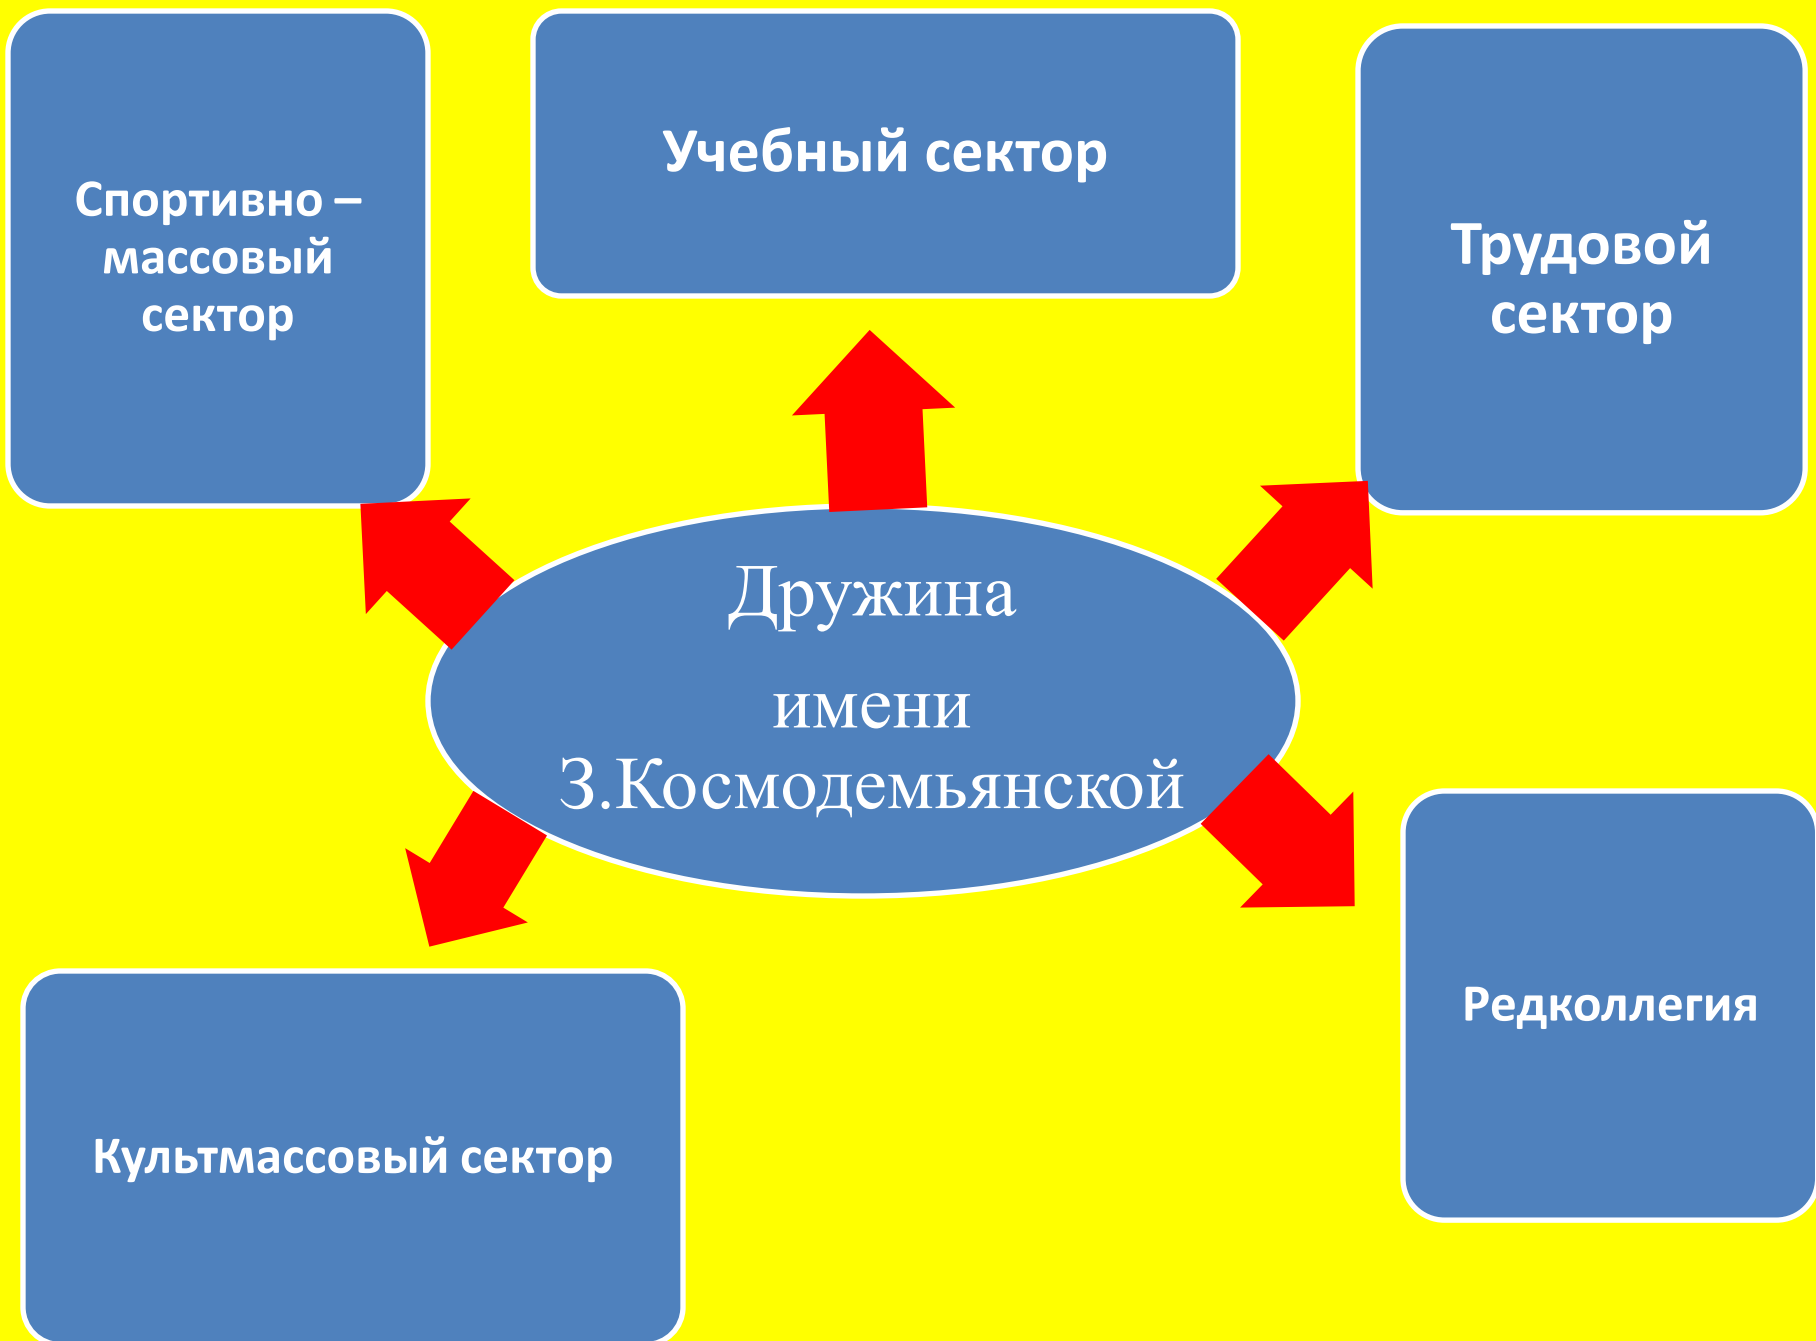 Спортивно –
массовый
сектор
Учебный сектор
Трудовой
сектор
Дружина
имени
З.Космодемьянской
Редколлегия
Культмассовый сектор